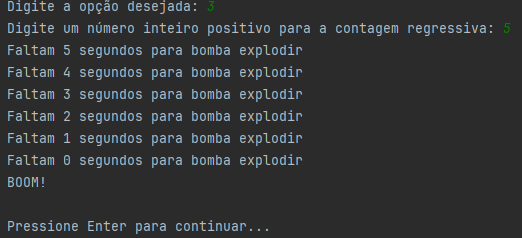 Digite a opção desejada: 3
Digite um número inteiro positivo para a contagem regressiva: 5
Faltam 5 segundos para bomba explodir
Faltam 4 segundos para bomba explodir
Faltam 3 segundos para bomba explodir
Faltam 2 segundos para bomba explodir
Faltam 1 segundos para bomba explodir
Faltam 0 segundos para bomba explodir
BOOM!
Pressione Enter para continuar...